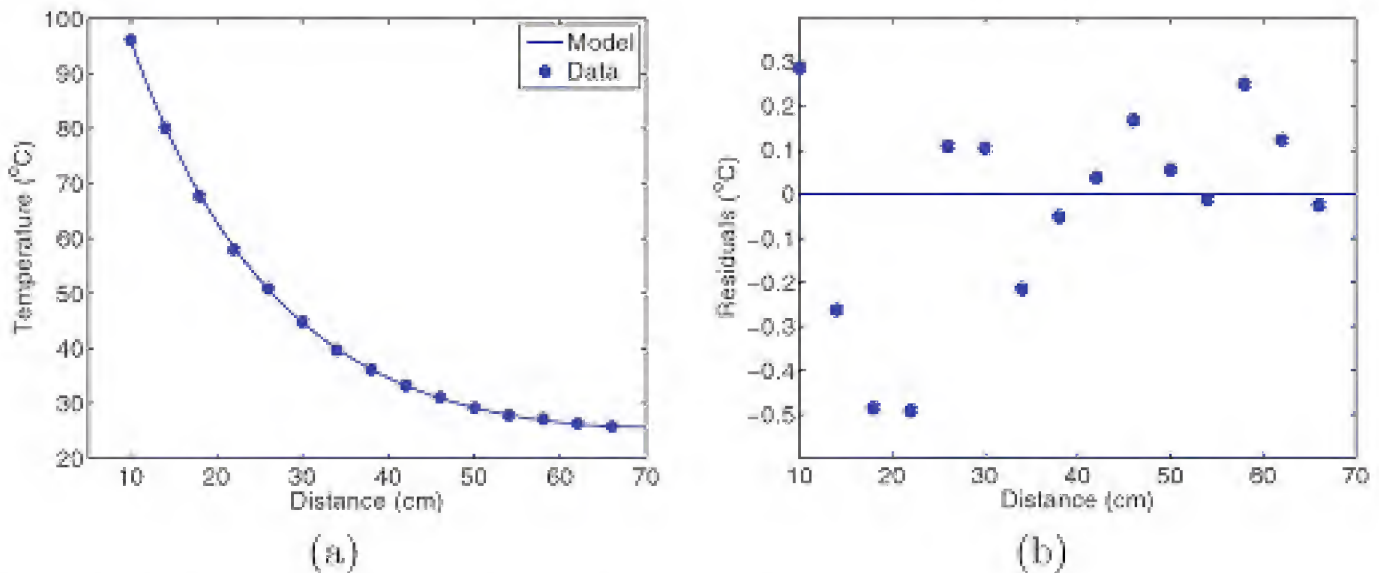 100
90
80
70
60
50
40
30
20
10 20 30 40 50 60 70
Temperature (°C)
Distance (cm)
Model
Data
(a)
0.3
0.2
0.1
0
−0.1
−0.2
−0.3
−0.4
−0.5
10 20 30 40 50 60 70
Residuals (°C)
Distance (cm)
(b)